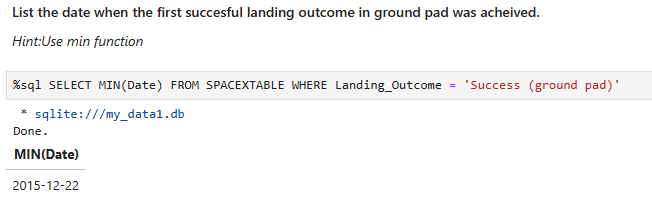 List the date when the first succesful landing outcome in ground pad was acheived.
Hint:Use min function
%sql SELECT MIN(Date) FROM SPACEXTABLE WHERE Landing_Outcome = 'Success (ground pad)'
* sqlite:///my_data1.db
Done.
MIN(Date)
2015-12-22